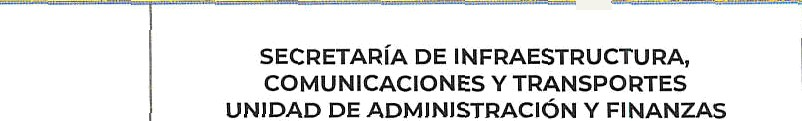 SECRETARÍA DE INFRAESTRUCTURA,
COMUNICACIONES Y TRANSPORTES
UNIDAD DE ADMINISTRACIÓN Y FINANZAS